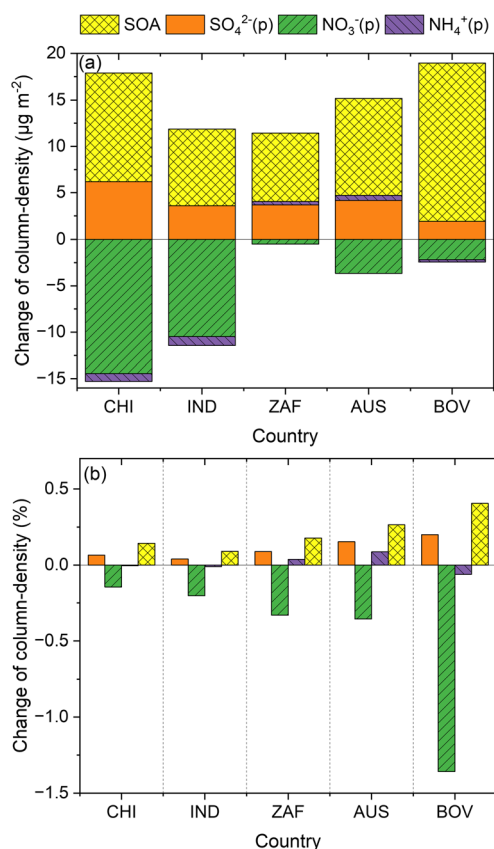 SOA SO₄²⁻(p) NO₃⁻(p) NH₄⁺(p)
(a)
Change of column-density (μg m⁻²)
20
15
10
5
0
−5
−10
−15
CHI IND ZAF AUS BOV
Country
(b)
Change of column-density (%)
0.5
0.0
−0.5
−1.0
−1.5
CHI IND ZAF AUS BOV
Country